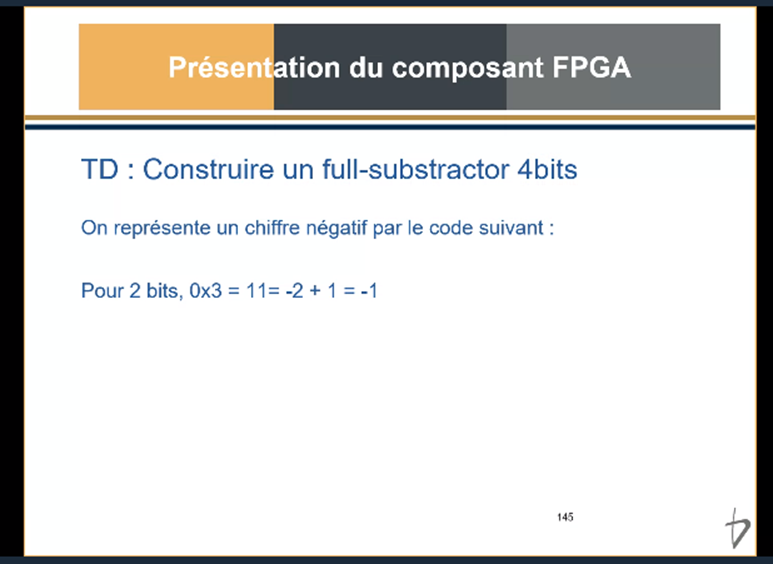 Présentation du composant FPGA
TD : Construire un full-substractor 4bits
On représente un chiffre négatif par le code suivant :
Pour 2 bits, 0x3 = 11= -2 + 1 = -1
145